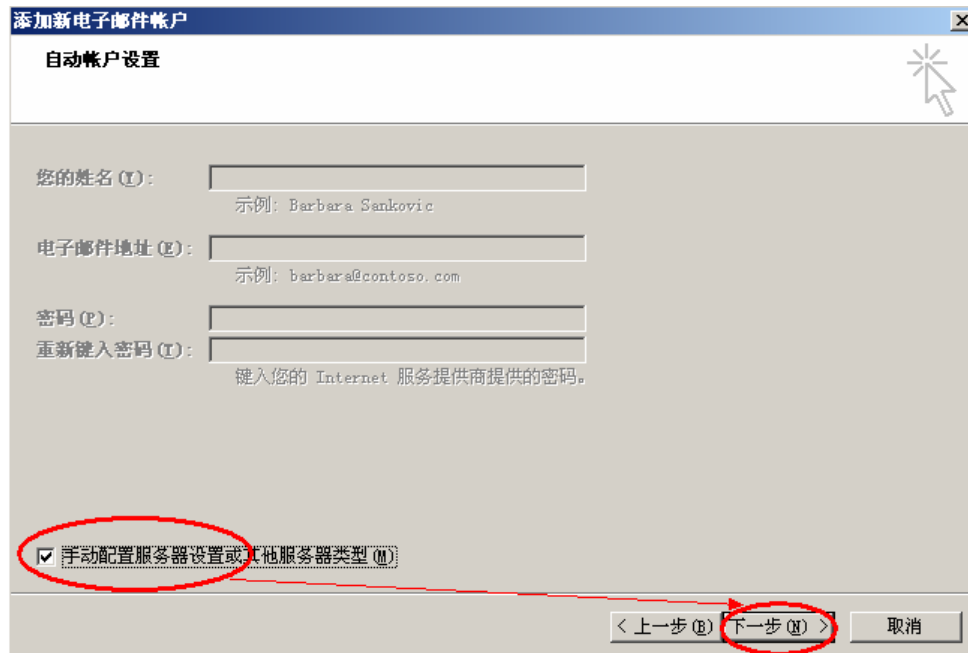 添加新电子邮件帐户
自动帐户设置
您的姓名(Y):
示例: Barbara Sankovic
电子邮件地址(E):
示例: barbara@contoso.com
密码(P):
重新键入密码(T):
键入您的 Internet 服务提供商提供的密码。
手动配置服务器设置或其他服务器类型(M)
< 上一步(B) 下一步(N) > 取消